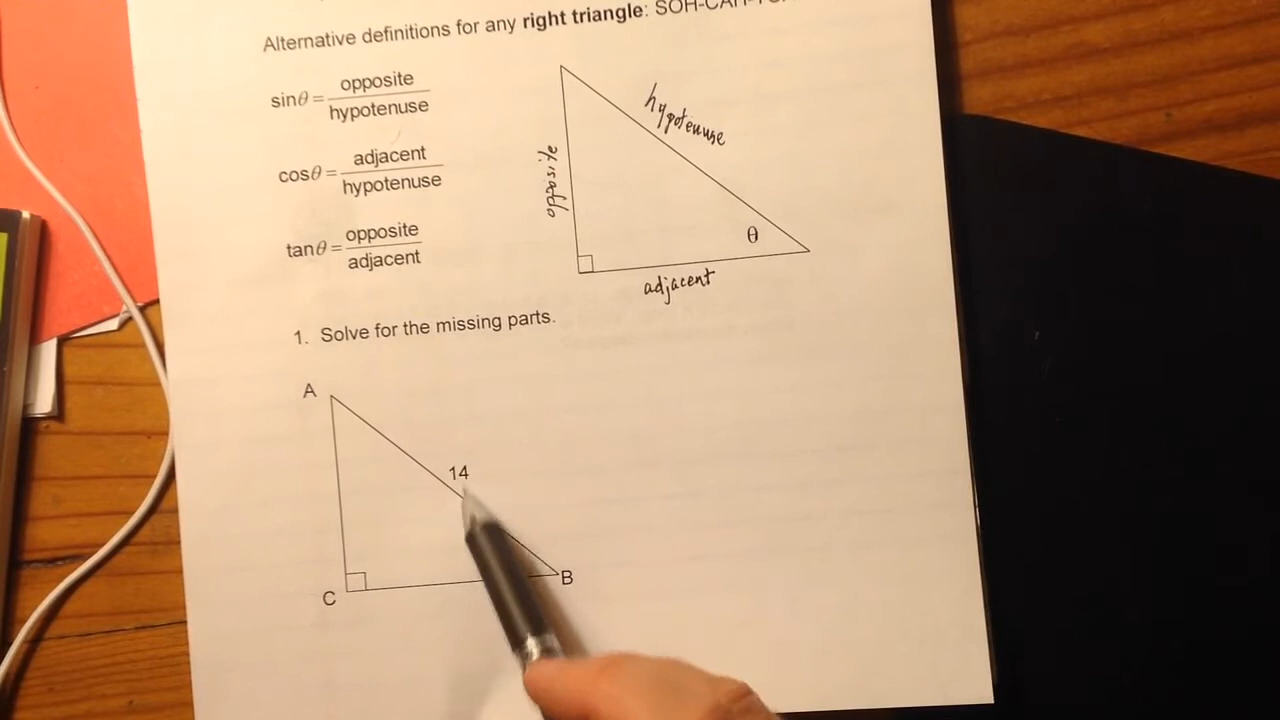 Alternative definitions for any right triangle: SOH-CAH-
sinθ = opposite
hypotenuse
cosθ = adjacent
hypotenuse
tanθ = opposite
adjacent
hypotenuse
opposite
θ
adjacent
1. Solve for the missing parts.
A
14
B
C